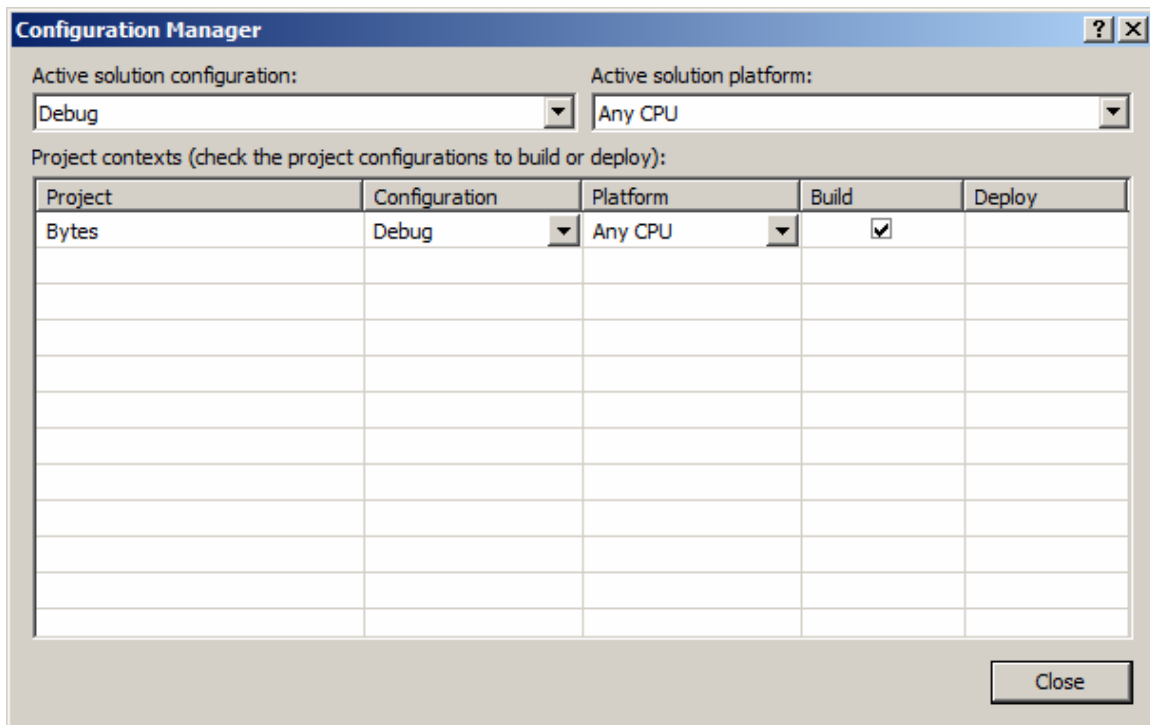 Configuration Manager
Active solution configuration: Active solution platform:
Debug Any CPU
Project contexts (check the project configurations to build or deploy):
Project Configuration Platform Build Deploy
Bytes Debug Any CPU
Close